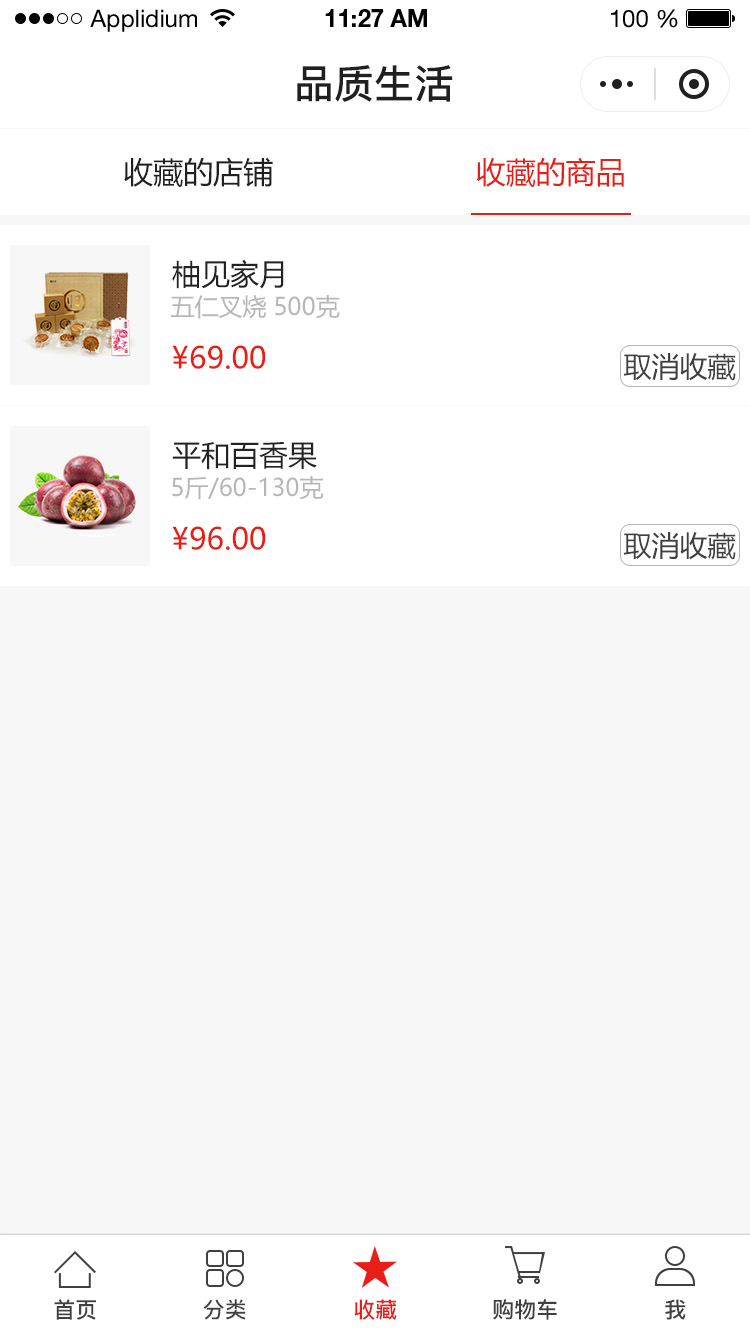 Applidium 11:27 AM 100 %
品质生活
收藏的店铺 收藏的商品
柚见家月
五仁叉烧 500克
¥69.00
取消收藏
平和百香果
5斤/60-130克
¥96.00
取消收藏
首页 分类 收藏 购物车 我